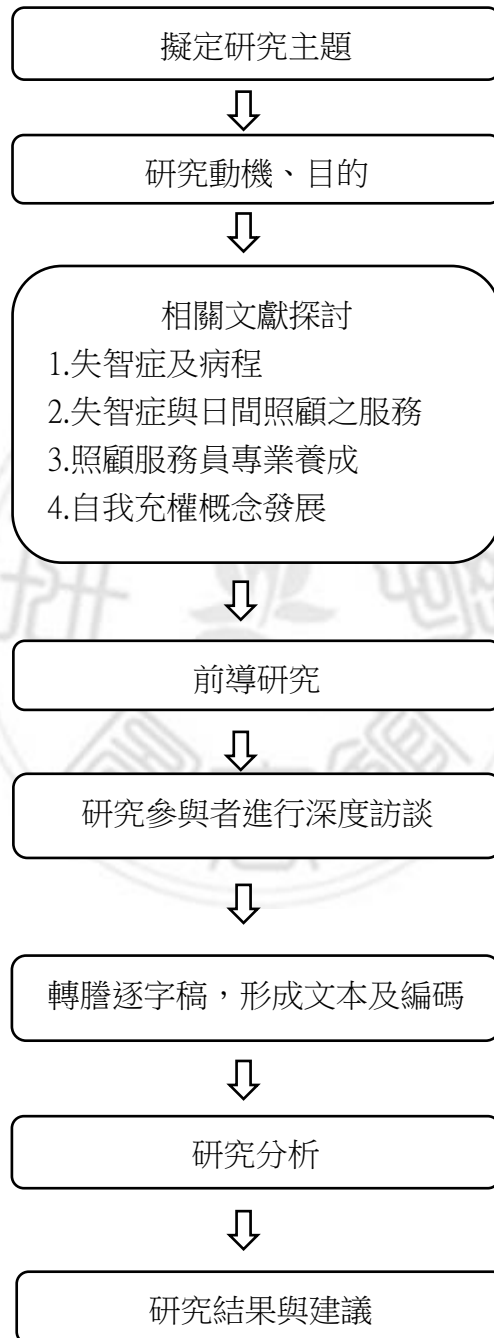 擬定研究主題
研究動機、目的
相關文獻探討
1.失智症及病程
2.失智症與日間照顧之服務
3.照顧服務員專業養成
4.自我充權概念發展
前導研究
研究參與者進行深度訪談
轉謄逐字稿，形成文本及編碼
研究分析
研究結果與建議